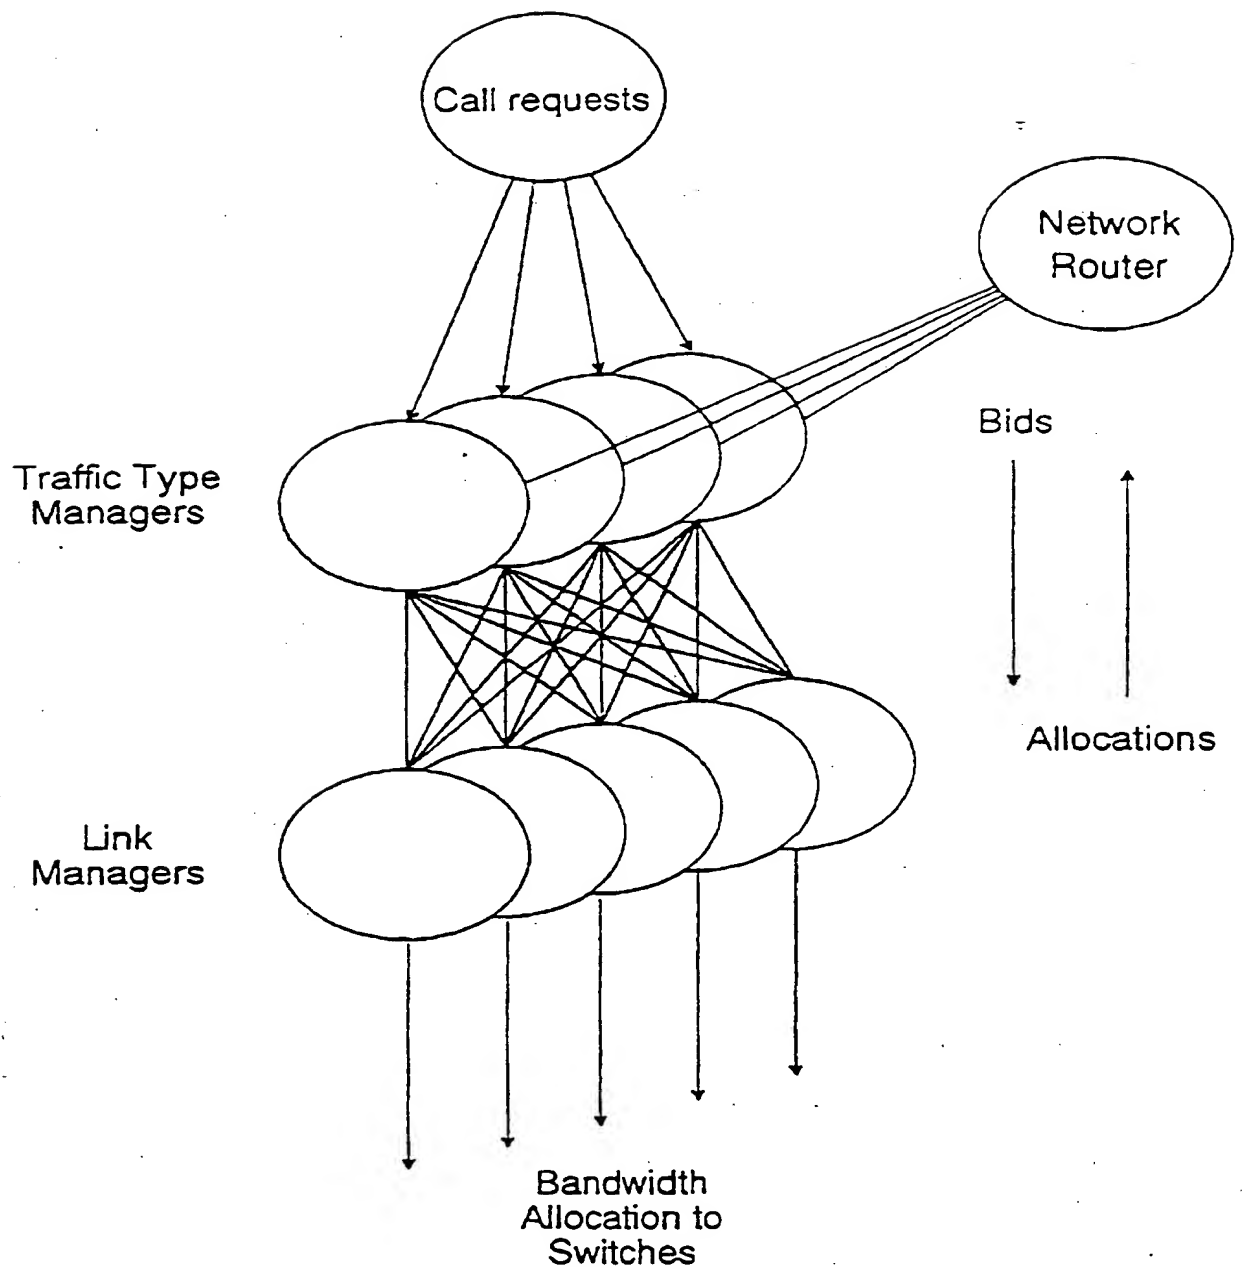 Call requests
Network
Router
Bids
Traffic Type
Managers
Allocations
Link
Managers
Bandwidth
Allocation to
Switches